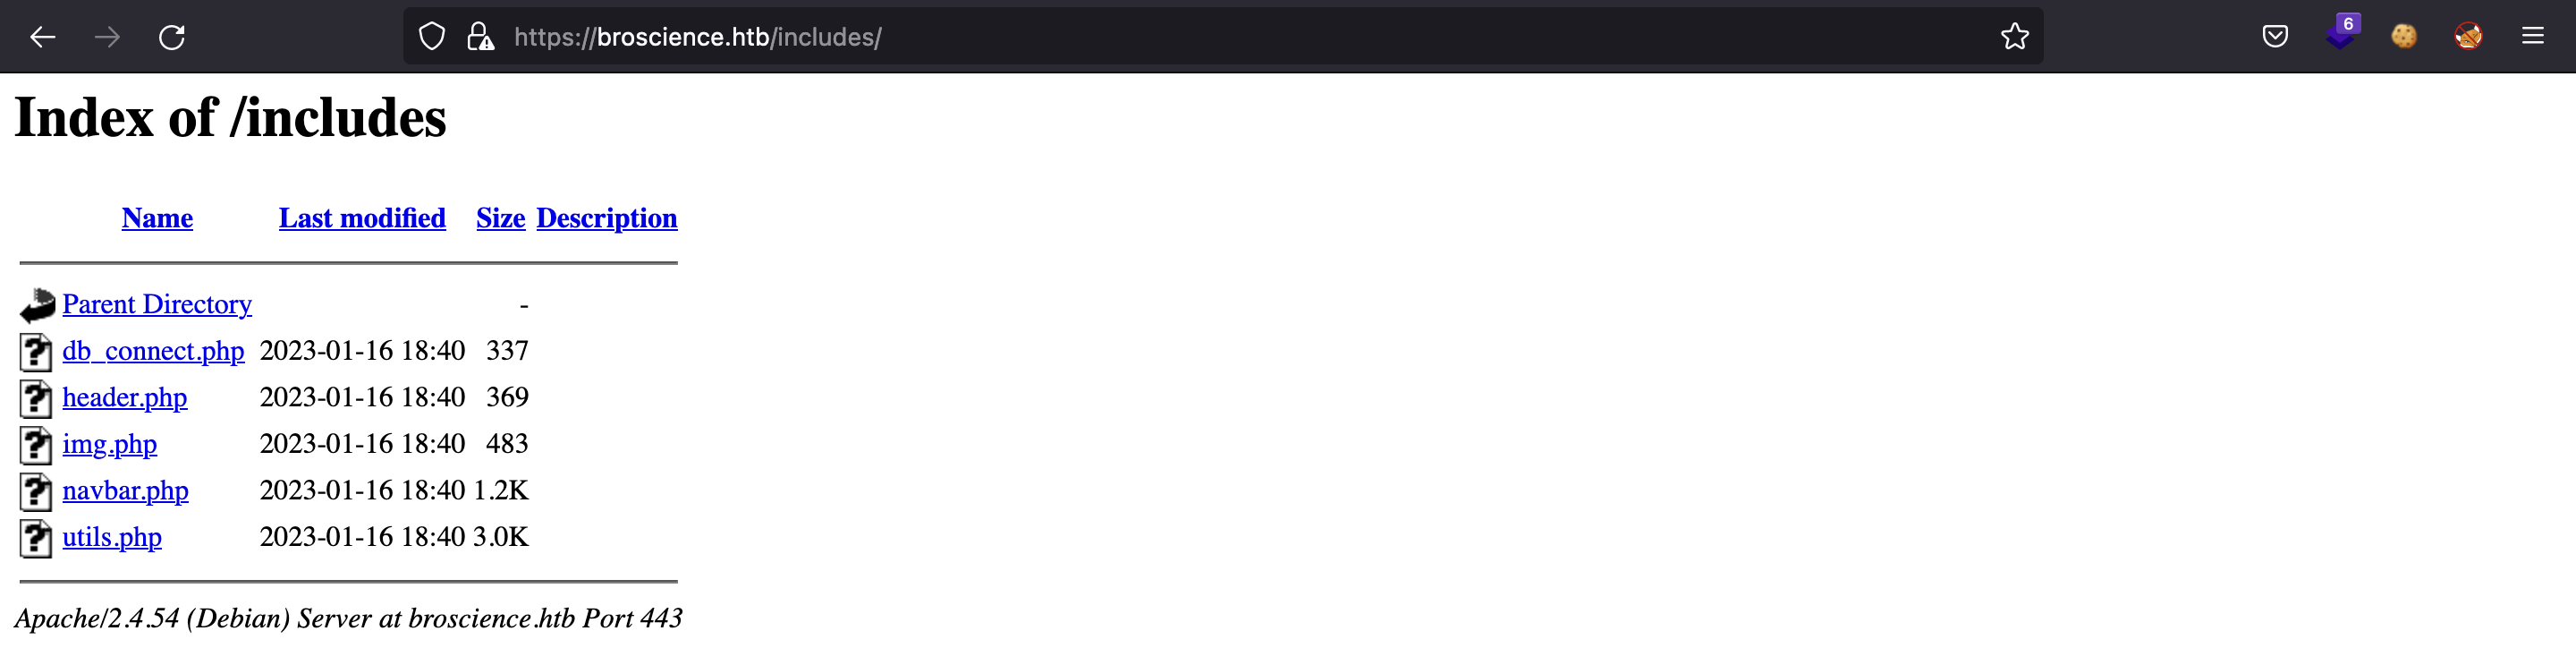 https://broscience.htb/includes/
6
Index of /includes
Name Last modified Size Description
Parent Directory -
db_connect.php 2023-01-16 18:40 337
header.php 2023-01-16 18:40 369
img.php 2023-01-16 18:40 483
navbar.php 2023-01-16 18:40 1.2K
utils.php 2023-01-16 18:40 3.0K
Apache/2.4.54 (Debian) Server at broscience.htb Port 443